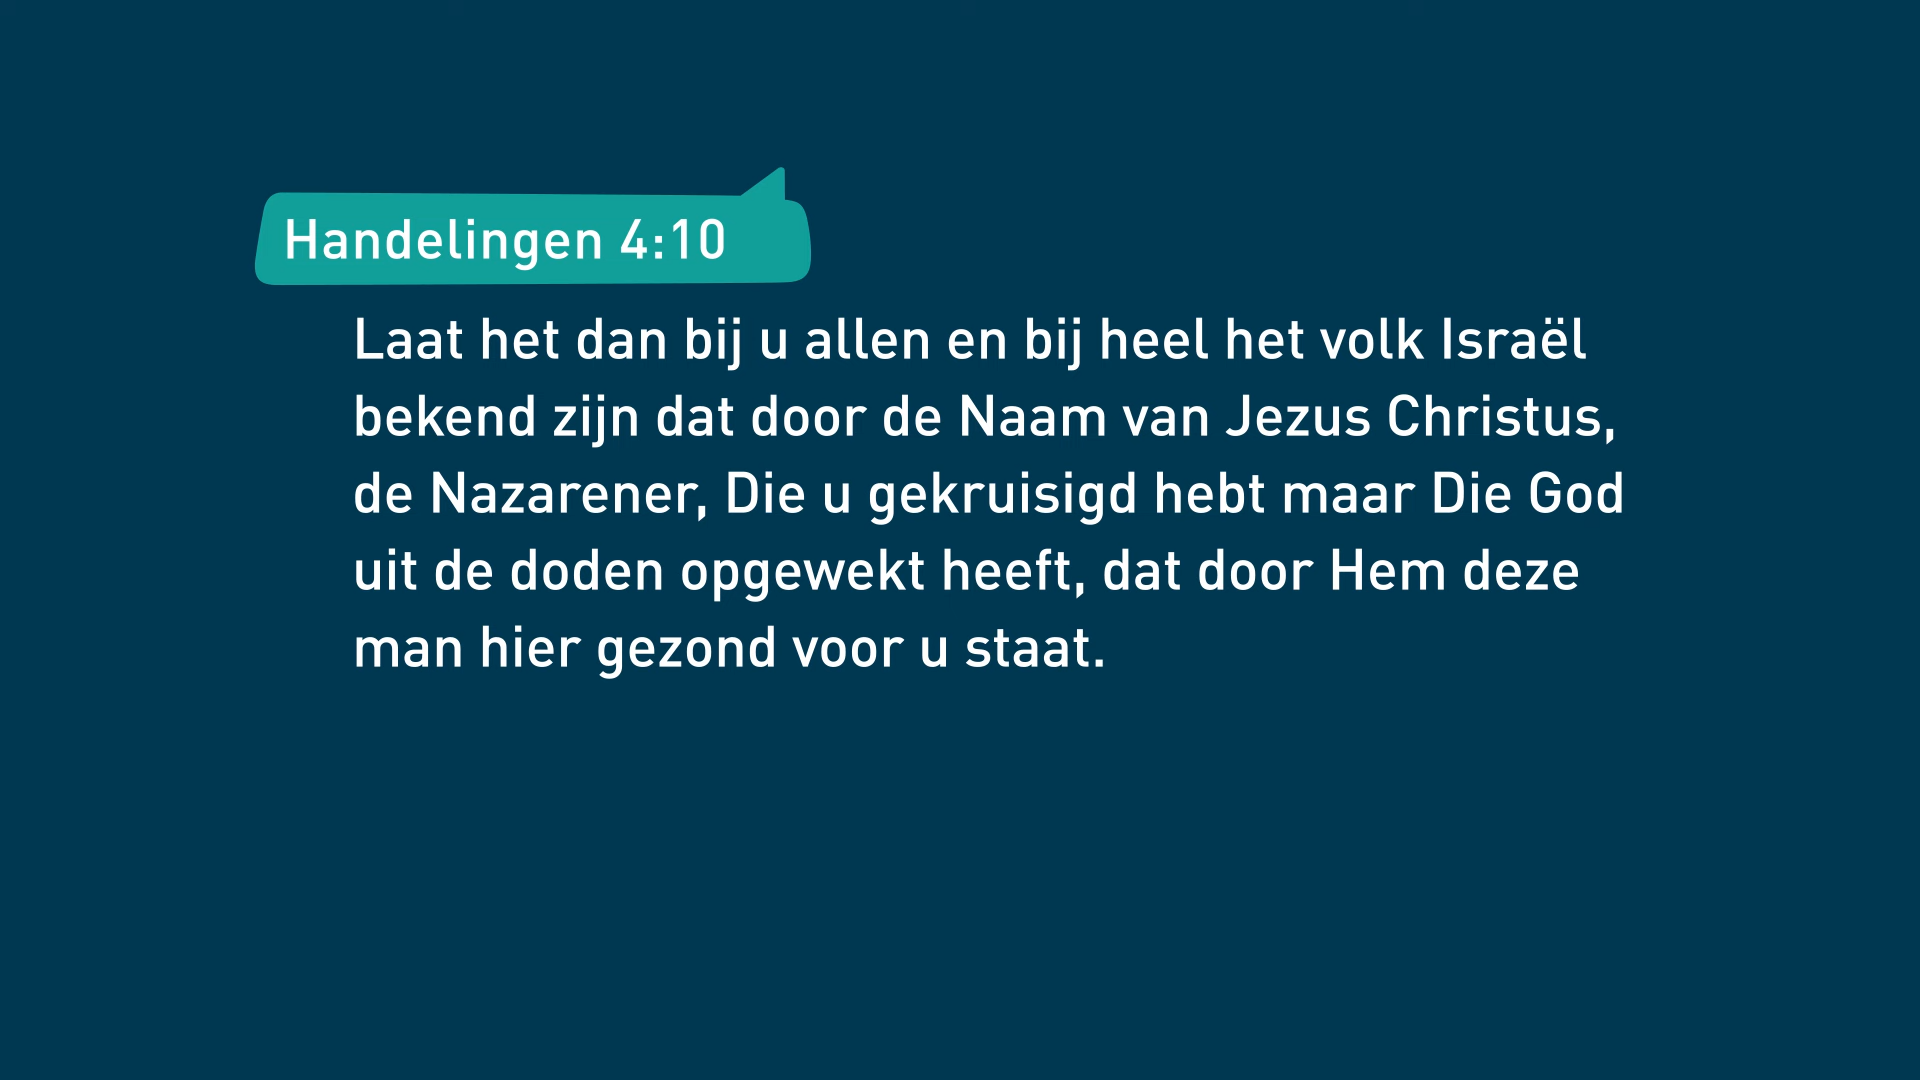 Handelingen 4:10
Laat het dan bij u allen en bij heel het volk Israël
bekend zijn dat door de Naam van Jezus Christus,
de Nazarener, Die u gekruisigd hebt maar Die God
uit de doden opgewekt heeft, dat door Hem deze
man hier gezond voor u staat.